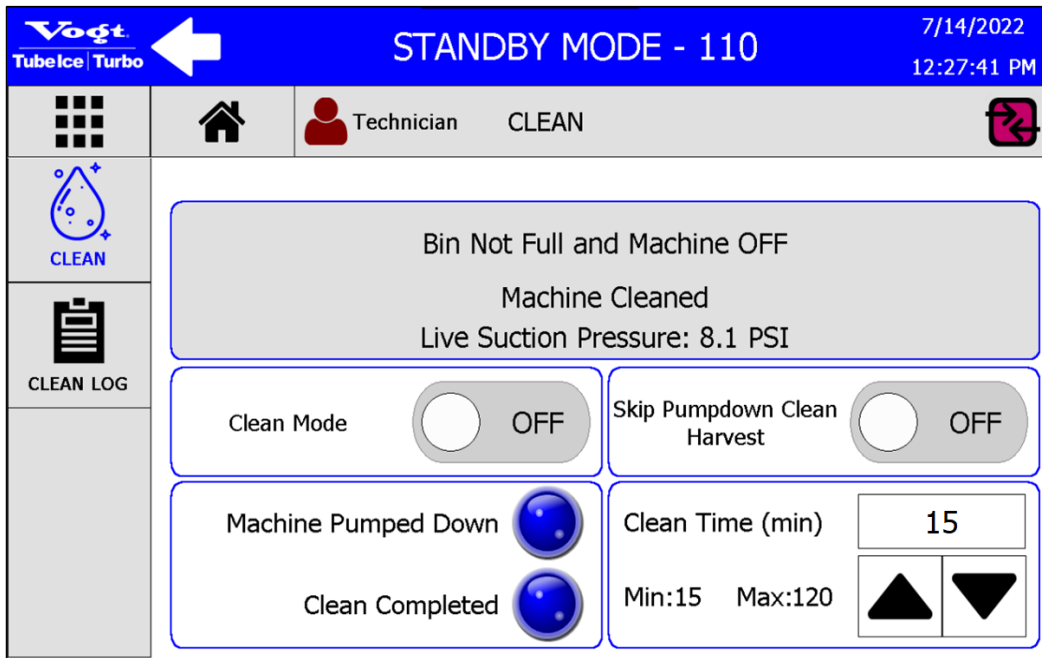 Vogt
TubeIce | Turbo
STANDBY MODE - 110
7/14/2022
12:27:41 PM
Technician
CLEAN
CLEAN
CLEAN LOG
Bin Not Full and Machine OFF
Machine Cleaned
Live Suction Pressure: 8.1 PSI
Clean Mode
OFF
Skip Pumpdown Clean
Harvest
OFF
Machine Pumped Down
Clean Completed
Clean Time (min)
15
Min:15 Max:120